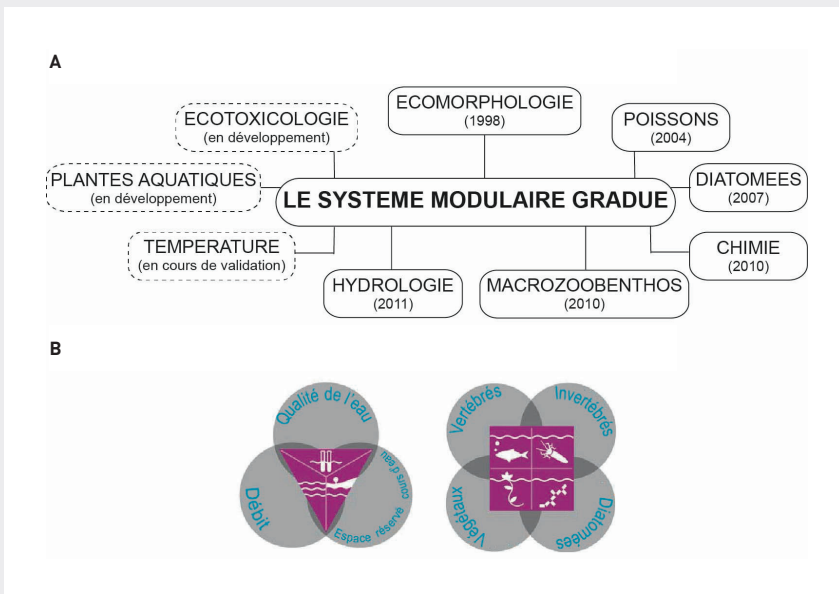 A
ECOTOXICOLOGIE
(en développement)
ECOMORPHOLOGIE
(1998)
POISSONS
(2004)
PLANTES AQUATIQUES
(en développement)
LE SYSTEME MODULAIRE GRADUE
DIATOMEES
(2007)
TEMPERATURE
(en cours de validation)
HYDROLOGIE
(2011)
MACROZOOBENTHOS
(2010)
CHIMIE
(2010)
B
Qualité de l'eau
Débit
Espace réservé cours d'eau
Vertébrés
Invertébrés
Végétaux
Diatomées